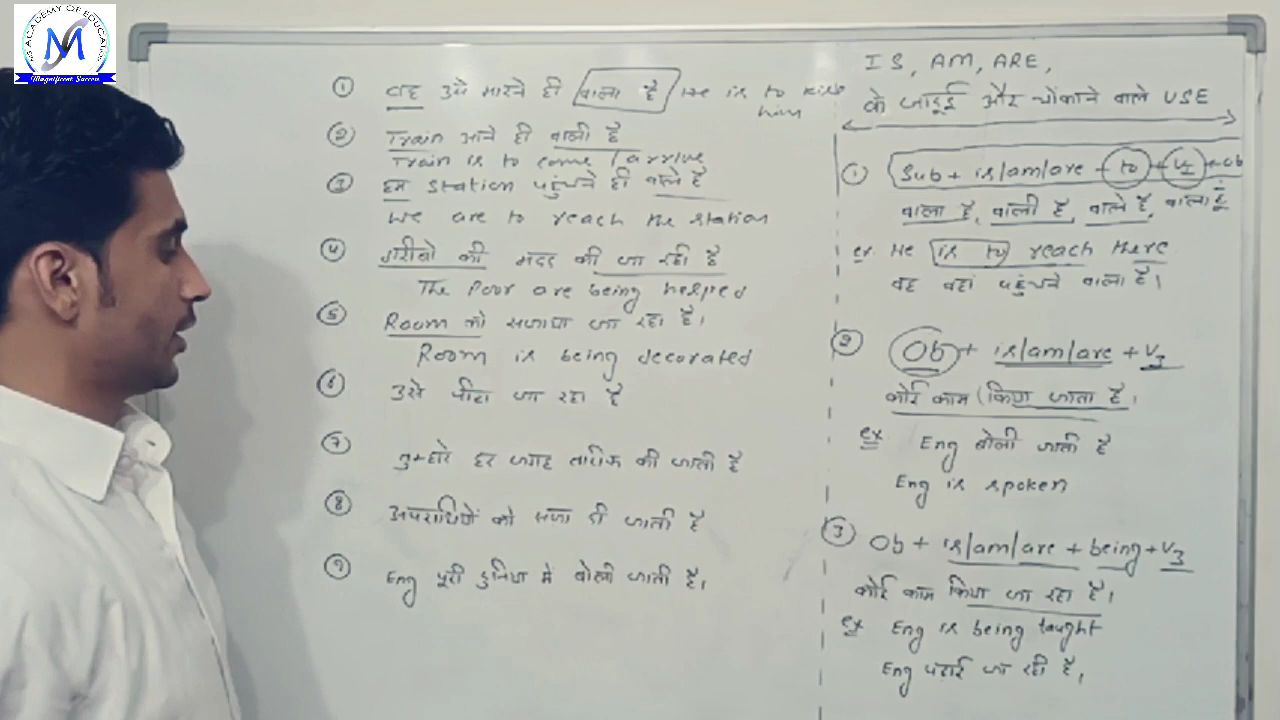 ACADEMY OF EDUCATION
Magnificent Success
① वह उसे मारने ही वाला है He is to kill
him
② Train आने ही वाली है
Train is to come / arrive
③ हम station पहुंचने ही वाले है
We are to reach the station
④ गरीबो की मदद की जा रही है
The Poor are being helped
⑤ Room को सजाया जा रहा है।
Room is being decorated
⑥ उसे पीटा जा रहा है
⑦ तुम्हारे हर जगह तारीफ की जाती है
⑧ अपराधियों को सजा दी जाती है
⑨ Eng पूरी दुनिया में बोली जाती है।
IS, AM, ARE,
के जादूई और चोंकाने वाले USE
① Sub + is/am/are + to + V1 + ob
वाला है, वाली है, वाले है, वाला हूँ
ex He is to reach there
वह वहां पहुंचने वाला है।
② Ob + is/am/are + V3
कोई काम (किया जाता है।
ex Eng बोली जाती है
Eng is spoken
③ Ob + is/am/are + being + V3
कोई काम किया जा रहा है।
ex Eng is being taught
Eng पढ़ाई जा रही है,